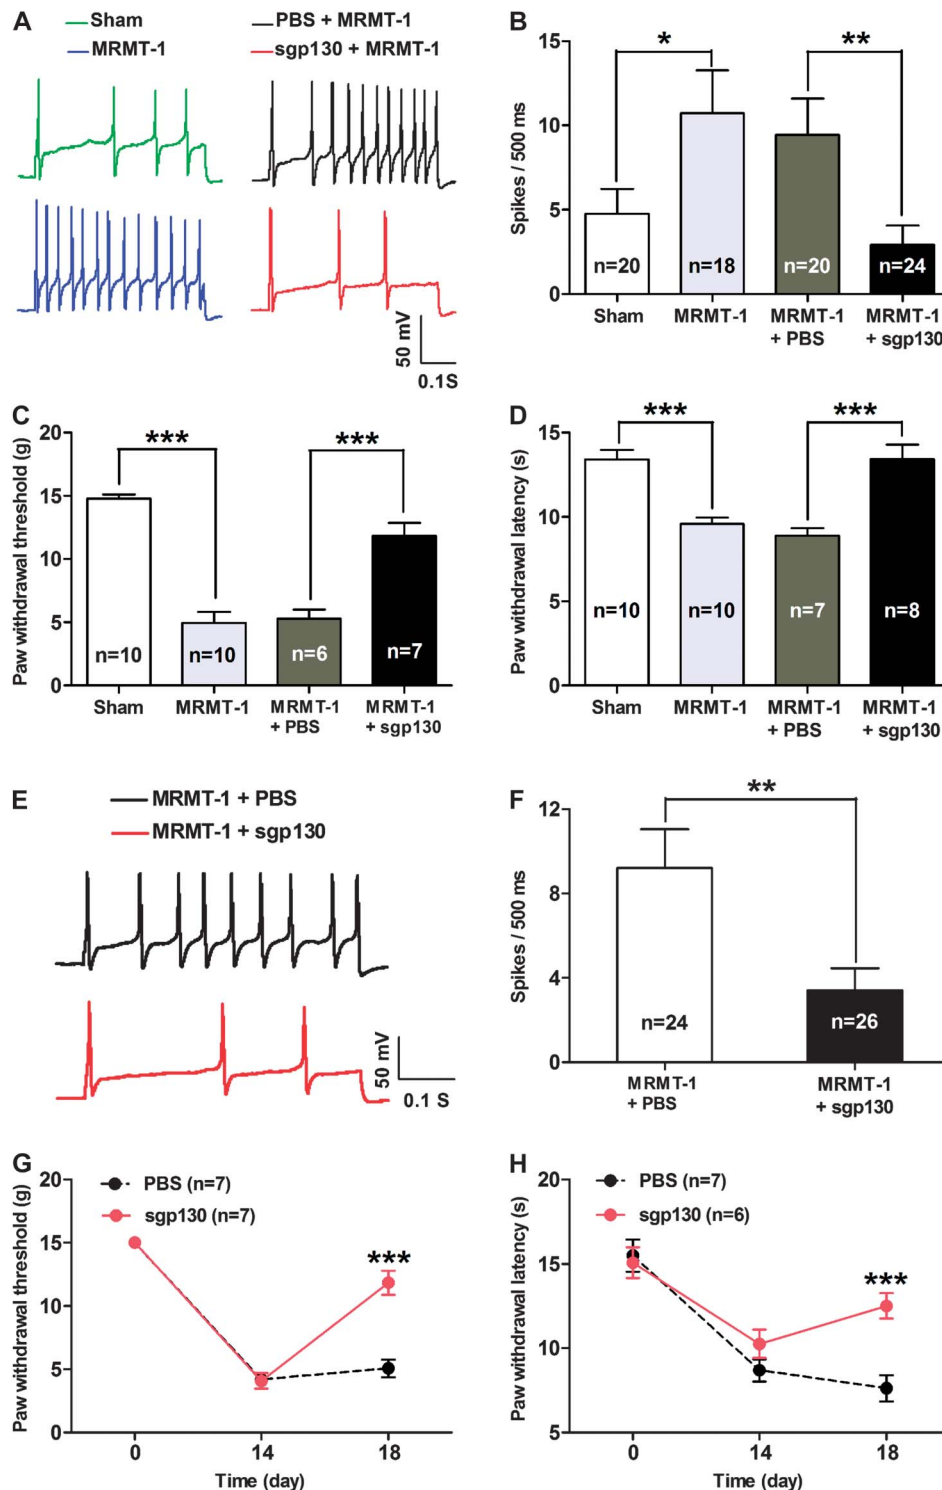 A
Sham
MRMT-1
PBS + MRMT-1
sgp130 + MRMT-1
50 mV
0.1S
B
Spikes / 500 ms
15
10
5
0
*
**
n=20
n=18
n=20
n=24
Sham
MRMT-1
MRMT-1
+ PBS
MRMT-1
+ sgp130
C
Paw withdrawal threshold (g)
20
15
10
5
0
***
***
n=10
n=10
n=6
n=7
Sham
MRMT-1
MRMT-1
+ PBS
MRMT-1
+ sgp130
D
Paw withdrawal latency (s)
15
10
5
0
***
***
n=10
n=10
n=7
n=8
Sham
MRMT-1
MRMT-1
+ PBS
MRMT-1
+ sgp130
E
MRMT-1 + PBS
MRMT-1 + sgp130
50 mV
0.1 S
F
Spikes / 500 ms
12
9
6
4
0
**
n=24
n=26
MRMT-1
+ PBS
MRMT-1
+ sgp130
G
Paw withdrawal threshold (g)
20
15
10
5
0
PBS (n=7)
sgp130 (n=7)
***
0
14
18
Time (day)
H
Paw withdrawal latency (s)
20
15
10
5
PBS (n=7)
sgp130 (n=6)
***
0
14
18
Time (day)